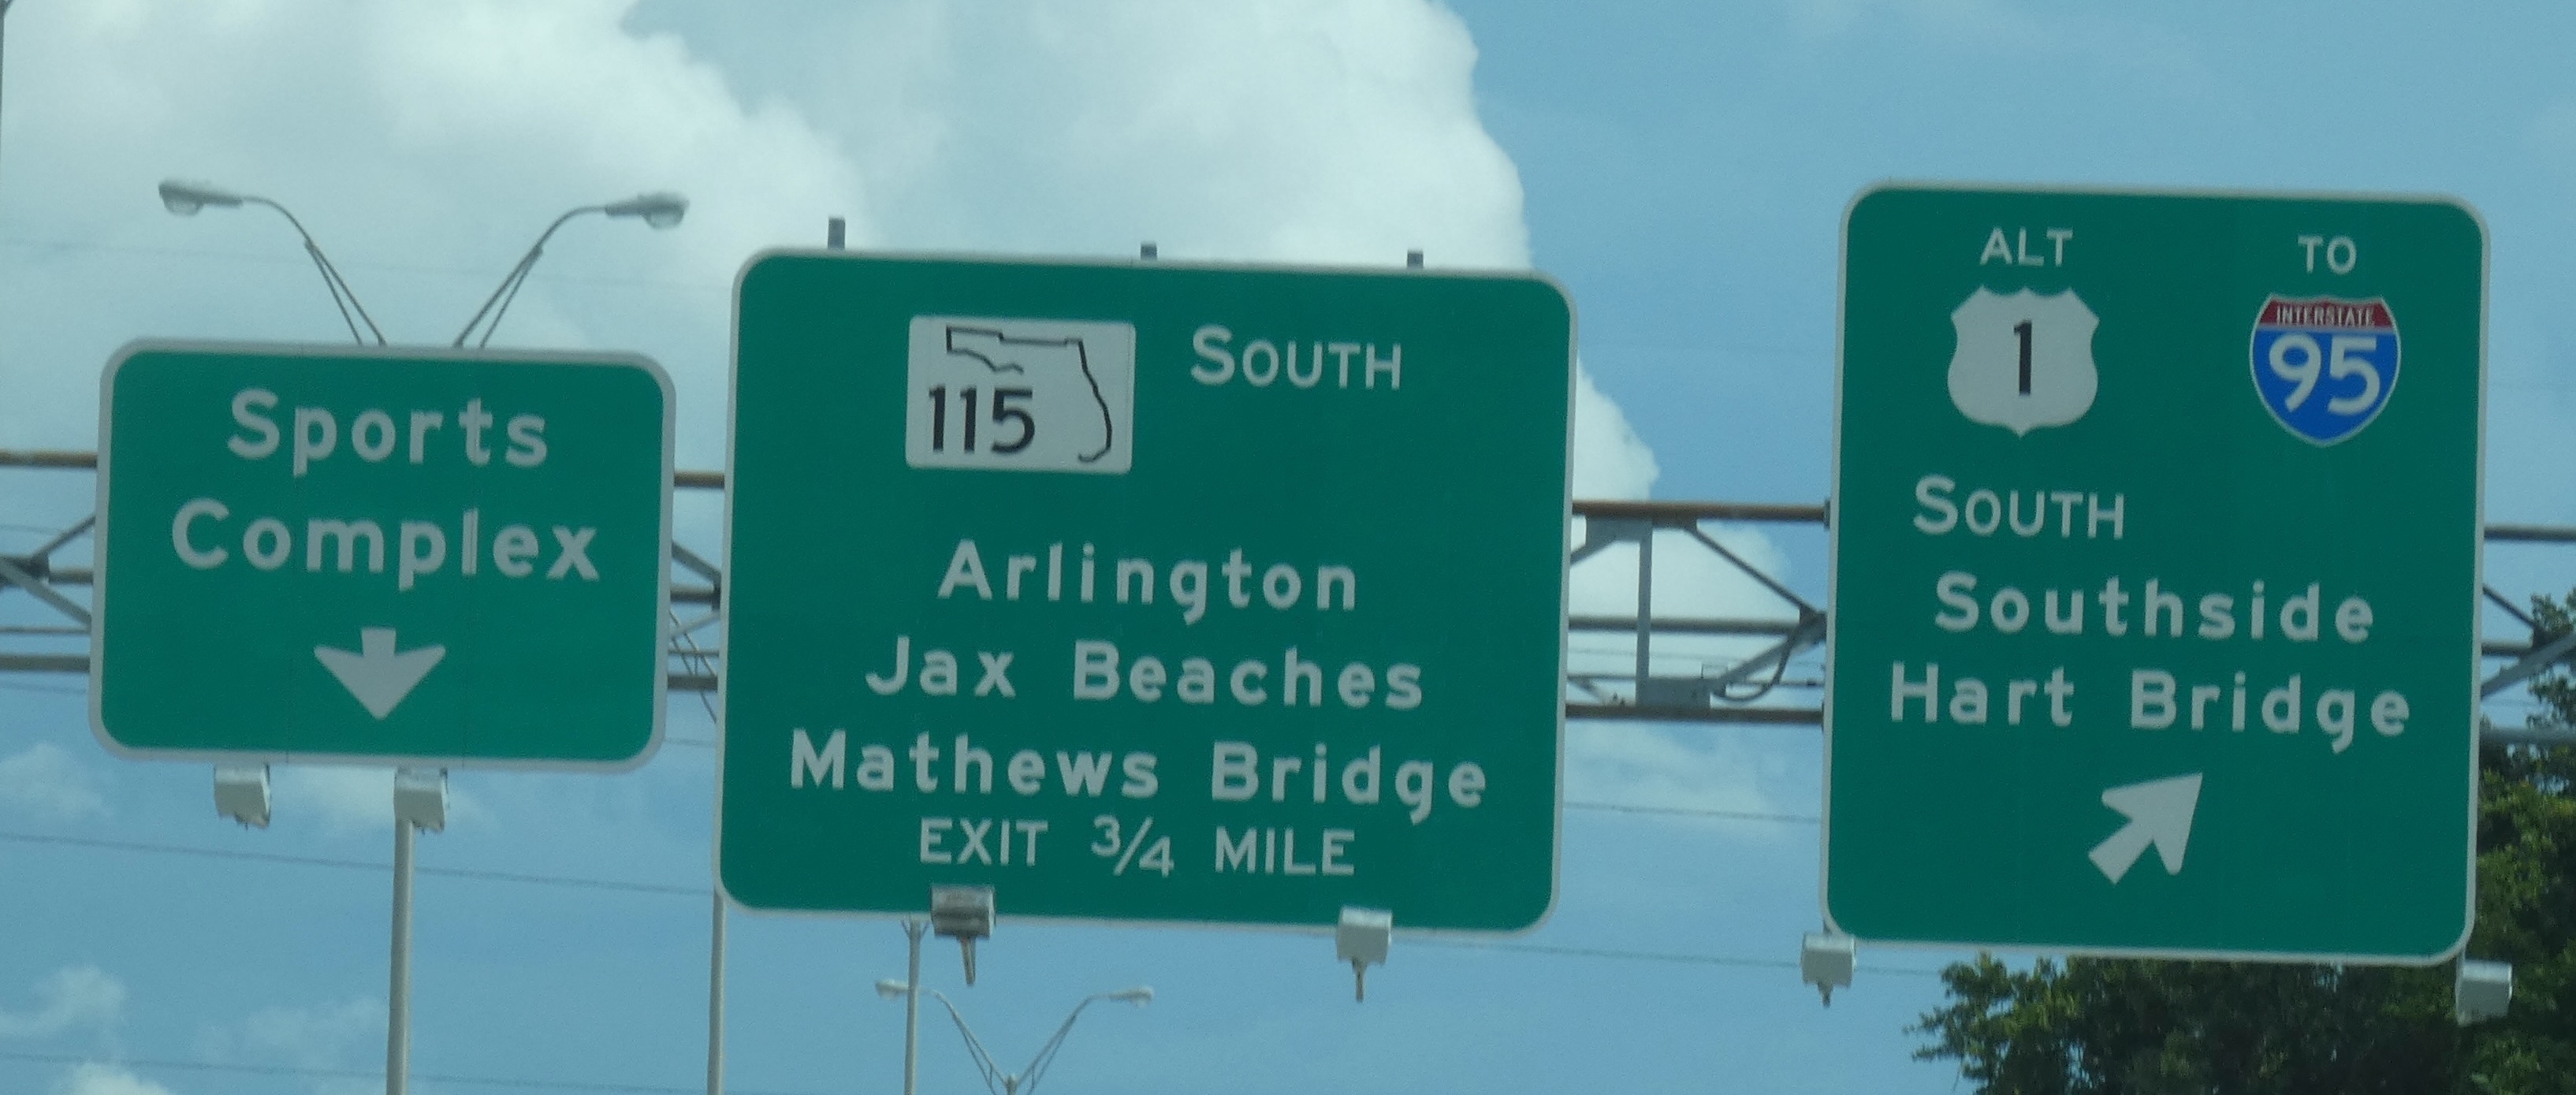 Sports
Complex
115 SOUTH
Arlington
Jax Beaches
Mathews Bridge
EXIT 3/4 MILE
ALT TO
1 INTERSTATE 95
SOUTH
Southside
Hart Bridge